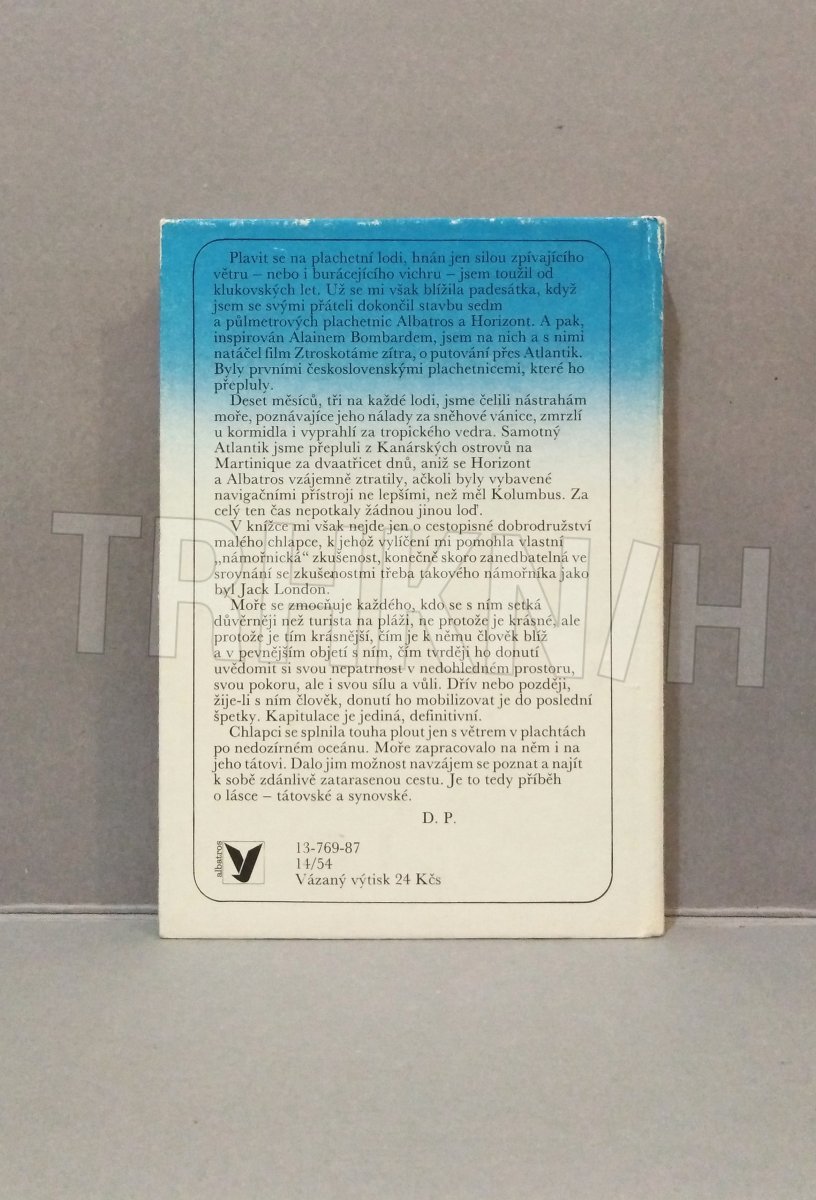 Plavit se na plachetní lodi, hnán jen silou zpívajícího
větru – nebo i burácejícího vichru – jsem toužil od
klukovských let. Už se mi však blížila padesátka, když
jsem se svými přáteli dokončil stavbu sedm
a půlmetrových plachetnic Albatros a Horizont. A pak,
inspirován Alainem Bombardem, jsem na nich a s nimi
natáčel film Ztroskotáme zítra, o putování přes Atlantik.
Byly prvními československými plachetnicemi, které ho
přepluly.
Deset měsíců, tři na každé lodi, jsme čelili nástrahám
moře, poznávajíce jeho nálady za sněhové vánice, zmrzlí
u kormidla i vyprahlí za tropického vedra. Samotný
Atlantik jsme přepluli z Kanárských ostrovů na
Martinique za dvaatřicet dnů, aniž se Horizont
a Albatros vzájemně ztratily, ačkoli byly vybavené
navigačními přístroji ne lepšími, než měl Kolumbus. Za
celý ten čas nepotkaly žádnou jinou loď.
V knížce mi však nejde jen o cestopisné dobrodružství
malého chlapce, k jehož vylíčení mi pomohla vlastní
„námořnická“ zkušenost, konečně skoro zanedbatelná ve
srovnání se zkušenostmi třeba takového námořníka jako
byl Jack London.
Moře se zmocňuje každého, kdo se s ním setká
důvěrněji než turista na pláži, ne protože je krásné, ale
protože je tím krásnější, čím je k němu člověk blíž
a v pevnějším objetí s ním, čím tvrději ho donutí
uvědomit si svou nepatrnost v nedohledném prostoru,
svou pokoru, ale i svou sílu a vůli. Dřív nebo později,
žije-li s ním člověk, donutí ho mobilizovat je do poslední
špetky. Kapitulace je jediná, definitivní.
Chlapci se splnila touha plout jen s větrem v plachtách
po nedozírném oceánu. Moře zapracovalo na něm i na
jeho tátovi. Dalo jim možnost navzájem se poznat a najít
k sobě zdánlivě zatarasenou cestu. Je to tedy příběh
o lásce – tátovské a synovské.
D. P.
albatros
13-769-87
14/54
Vázaný výtisk 24 Kčs